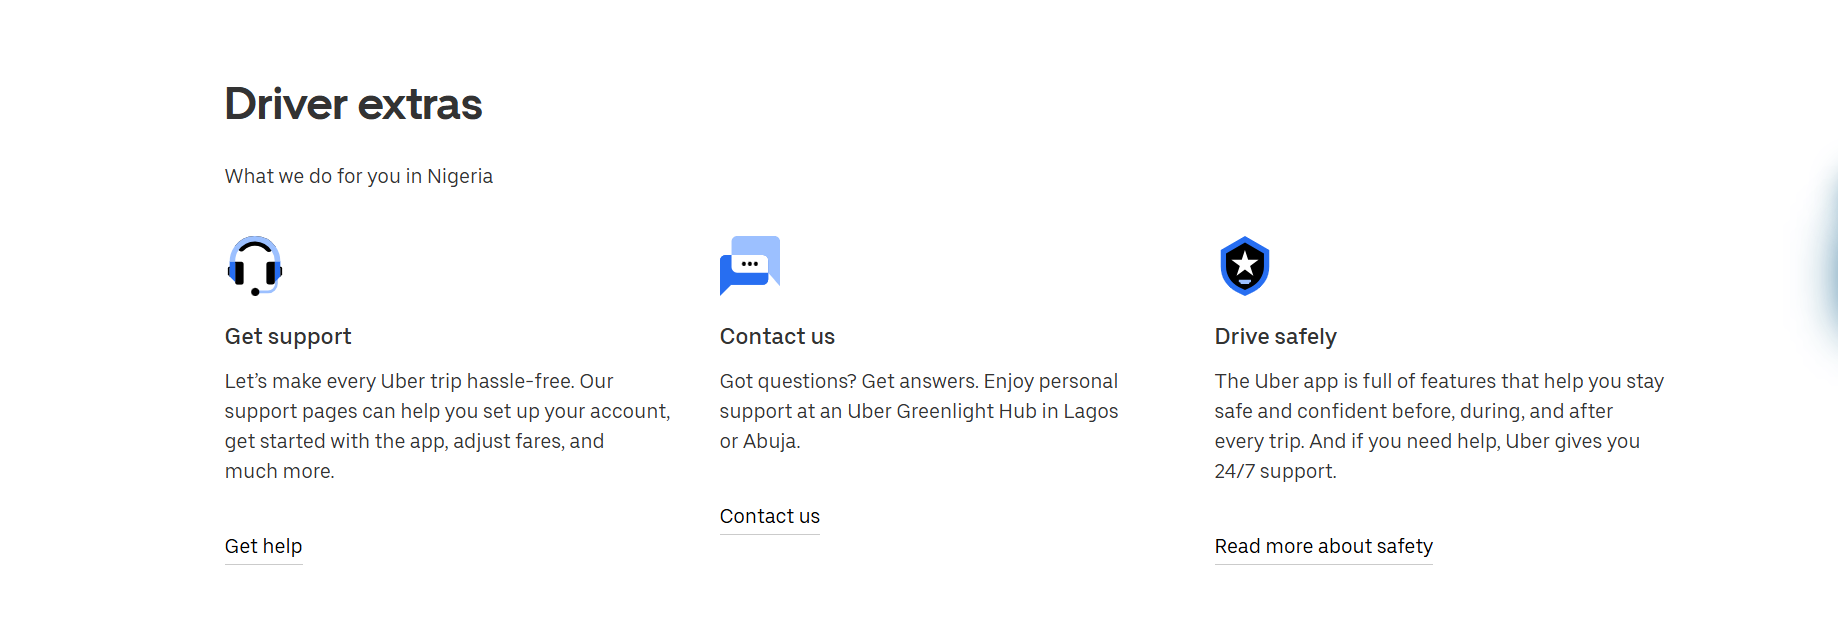 Driver extras
What we do for you in Nigeria
Get support
Let’s make every Uber trip hassle-free. Our
support pages can help you set up your account,
get started with the app, adjust fares, and
much more.
Get help
Contact us
Got questions? Get answers. Enjoy personal
support at an Uber Greenlight Hub in Lagos
or Abuja.
Contact us
Drive safely
The Uber app is full of features that help you stay
safe and confident before, during, and after
every trip. And if you need help, Uber gives you
24/7 support.
Read more about safety